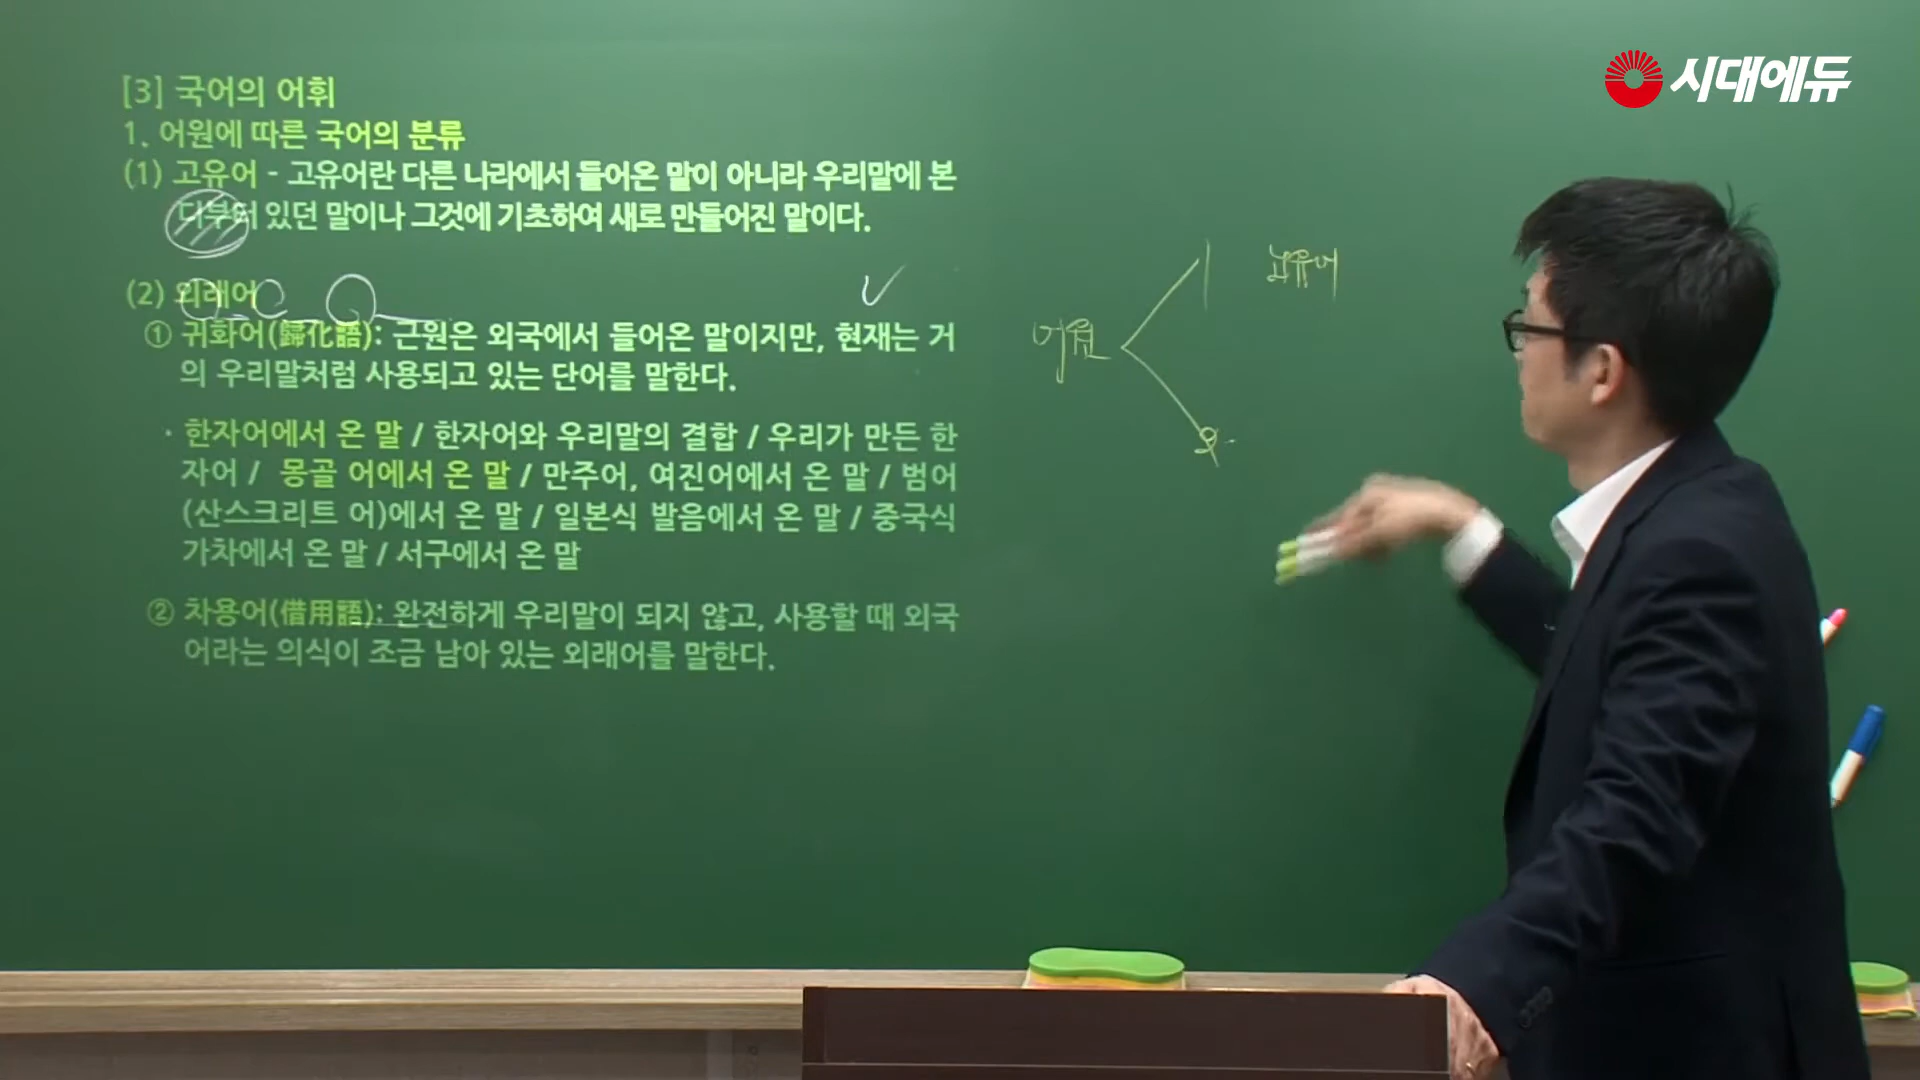 [3] 국어의 어휘
1. 어원에 따른 국어의 분류
(1) 고유어 - 고유어란 다른 나라에서 들어온 말이 아니라 우리말에 본
디부터 있던 말이나 그것에 기초하여 새로 만들어진 말이다.
(2) 외래어
① 귀화어(歸化語): 근원은 외국에서 들어온 말이지만, 현재는 거
의 우리말처럼 사용되고 있는 단어를 말한다.
· 한자어에서 온 말 / 한자어와 우리말의 결합 / 우리가 만든 한
자어 / 몽골 어에서 온 말 / 만주어, 여진어에서 온 말 / 범어
(산스크리트 어)에서 온 말 / 일본식 발음에서 온 말 / 중국식
가차에서 온 말 / 서구에서 온 말
② 차용어(借用語): 완전하게 우리말이 되지 않고, 사용할 때 외국
어라는 의식이 조금 남아 있는 외래어를 말한다.
어원
고유어
외
시대에듀